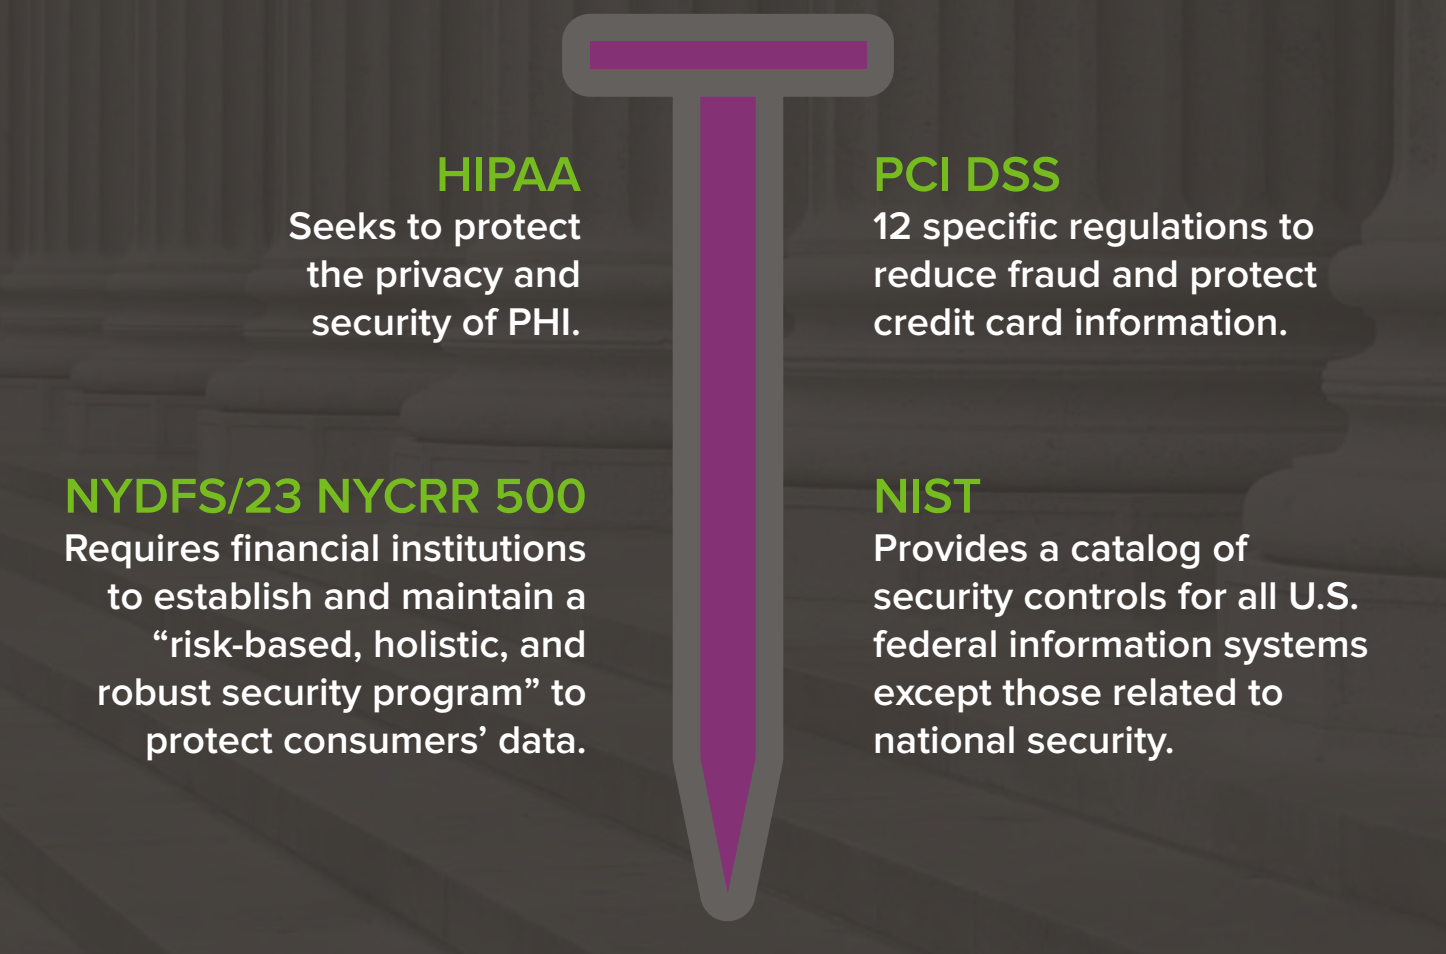 HIPAA
Seeks to protect
the privacy and
security of PHI.
PCI DSS
12 specific regulations to
reduce fraud and protect
credit card information.
NYDFS/23 NYCRR 500
Requires financial institutions
to establish and maintain a
“risk-based, holistic, and
robust security program” to
protect consumers’ data.
NIST
Provides a catalog of
security controls for all U.S.
federal information systems
except those related to
national security.